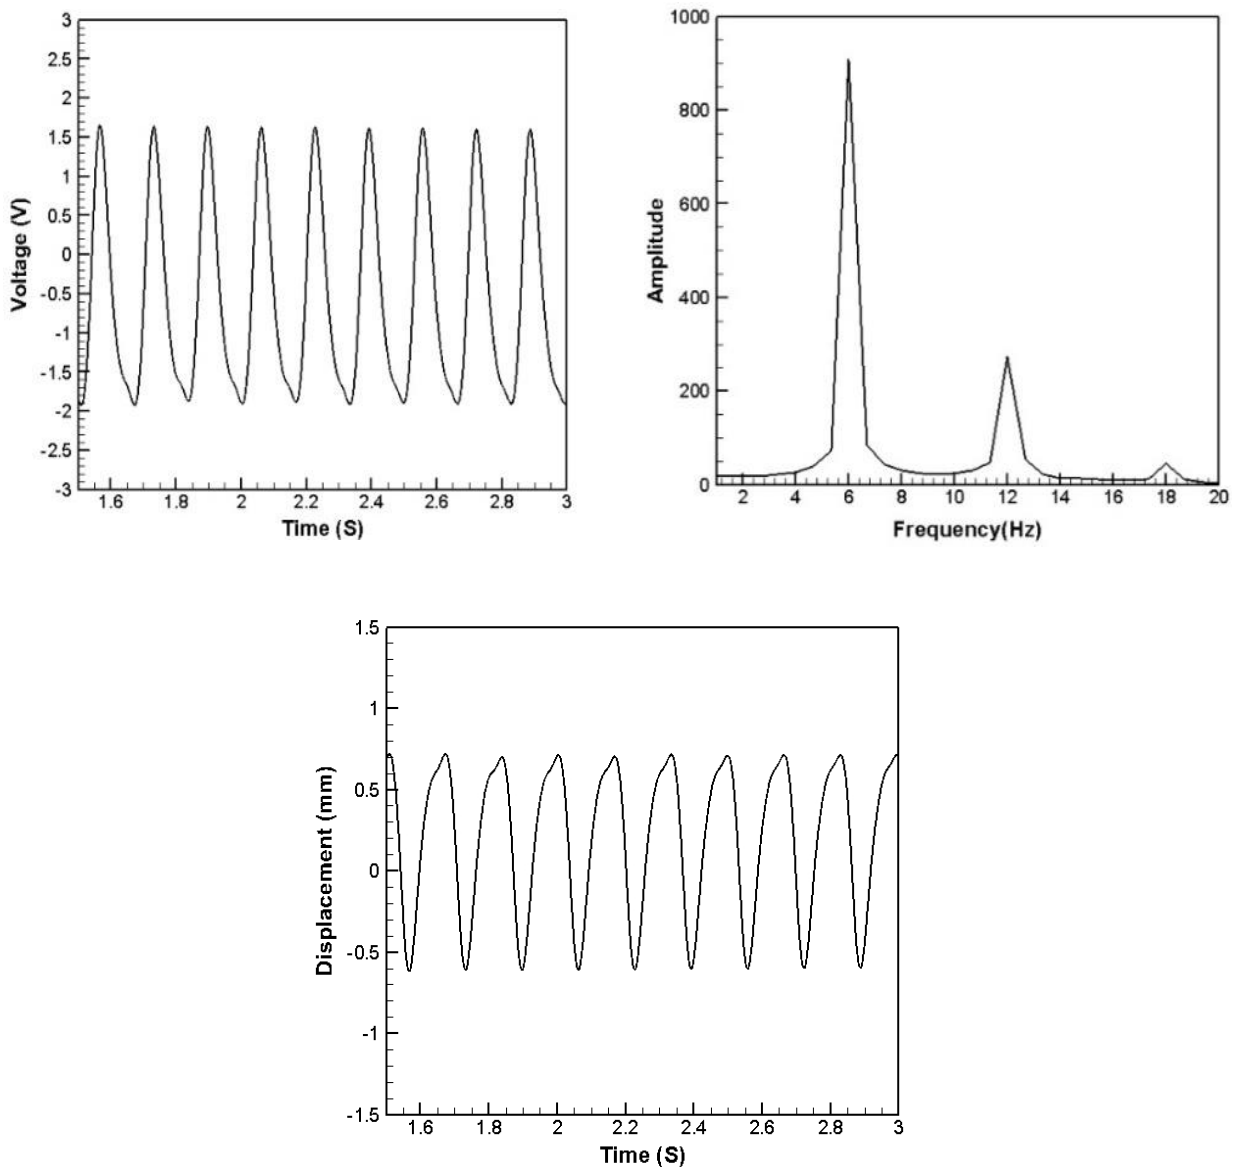 3
2.5
2
1.5
1
0.5
0
-0.5
-1
-1.5
-2
-2.5
-3
Voltage (V)
1.6 1.8 2 2.2 2.4 2.6 2.8 3
Time (S)
1000
800
600
400
200
0
Amplitude
2 4 6 8 10 12 14 16 18 20
Frequency(Hz)
1.5
1
0.5
0
-0.5
-1
-1.5
Displacement (mm)
1.6 1.8 2 2.2 2.4 2.6 2.8 3
Time (S)